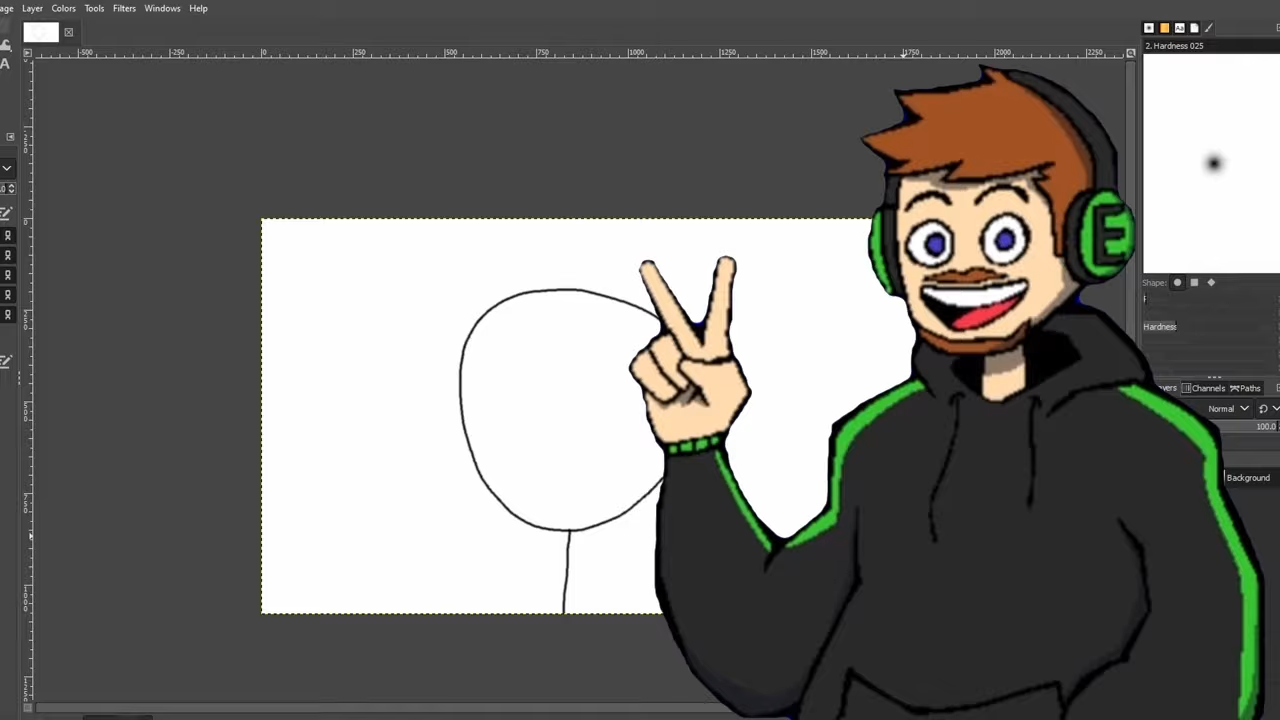 age Layer Colors Tools Filters Windows Help
-500 -250 0 250 500 750 1000 1250 1500 1750 2000 2250
A
2. Hardness 025
E
Shape:
Hardness
Channels Paths
Normal
100.0
Background